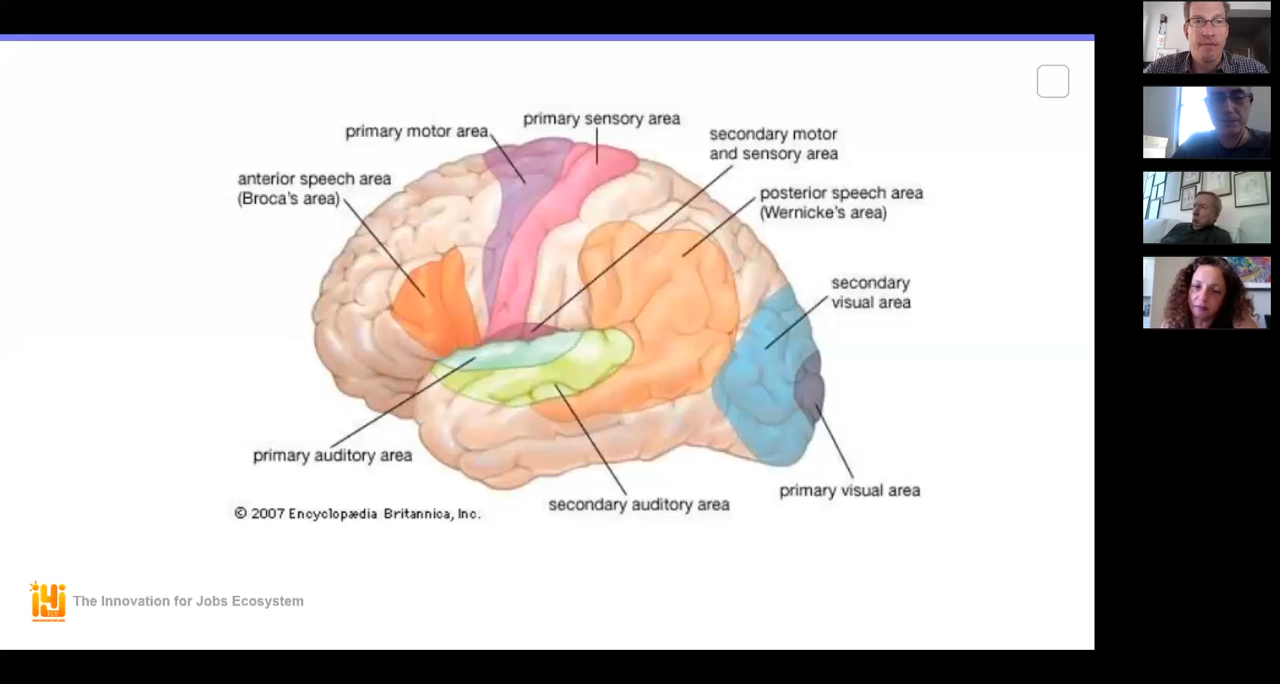 primary motor area
primary sensory area
secondary motor
and sensory area
anterior speech area
(Broca's area)
posterior speech area
(Wernicke's area)
secondary
visual area
primary auditory area
secondary auditory area
primary visual area
© 2007 Encyclopædia Britannica, Inc.
The Innovation for Jobs Ecosystem